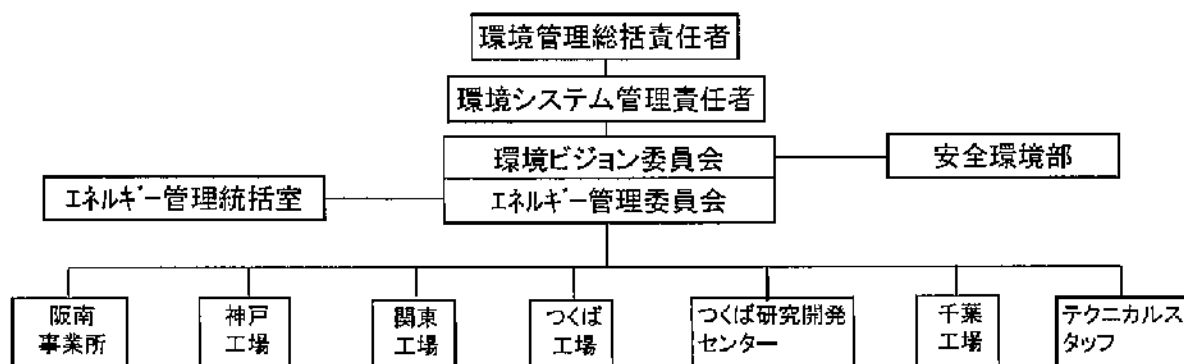 環境管理総括責任者
環境システム管理責任者
環境ビジョン委員会
安全環境部
エネルギー管理統括室
エネルギー管理委員会
阪南
事業所
神戸
工場
関東
工場
つくば
工場
つくば研究開発
センター
千葉
工場
テクニカルス
タッフ